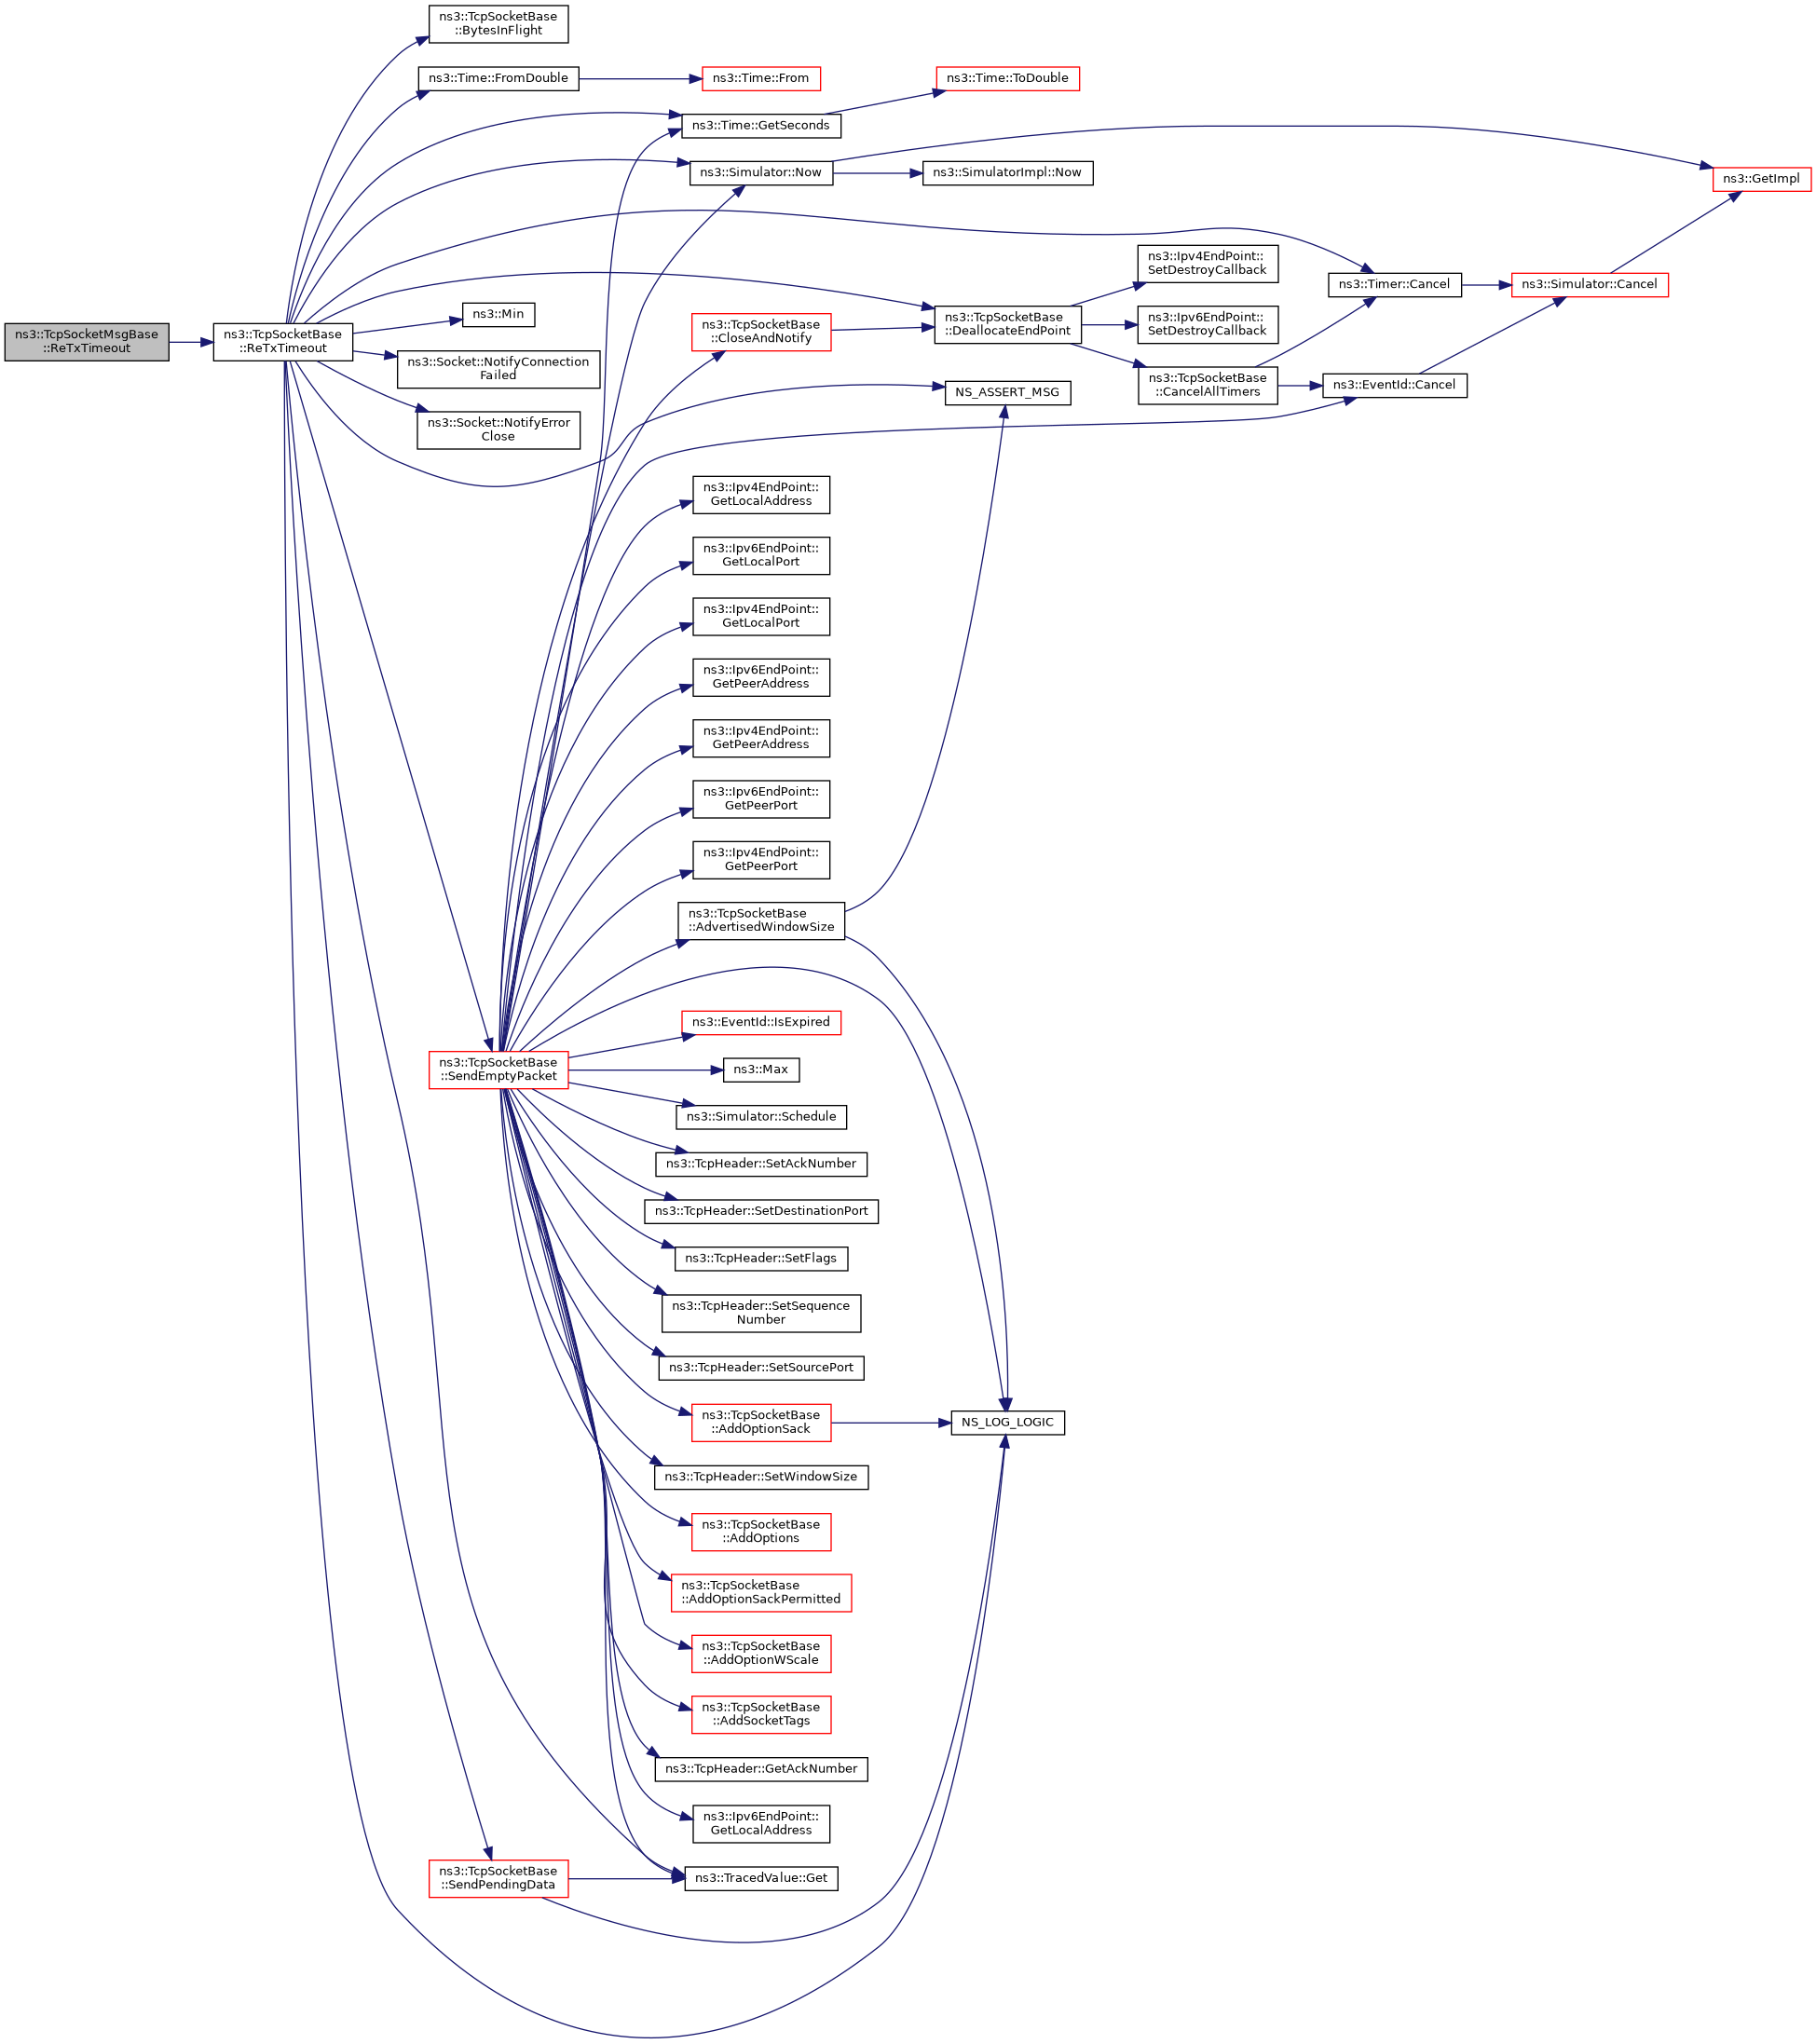 ns3::TcpSocketMsgBase
::ReTxTimeout
ns3::TcpSocketBase
::ReTxTimeout
ns3::TcpSocketBase
::BytesInFlight
ns3::Time::FromDouble
ns3::Time::From
ns3::Time::ToDouble
ns3::Time::GetSeconds
ns3::Simulator::Now
ns3::SimulatorImpl::Now
ns3::GetImpl
ns3::Ipv4EndPoint::
SetDestroyCallback
ns3::Timer::Cancel
ns3::Simulator::Cancel
ns3::Min
ns3::TcpSocketBase
::CloseAndNotify
ns3::TcpSocketBase
::DeallocateEndPoint
ns3::Ipv6EndPoint::
SetDestroyCallback
ns3::Socket::NotifyConnection
Failed
ns3::TcpSocketBase
::CancelAllTimers
ns3::EventId::Cancel
NS_ASSERT_MSG
ns3::Socket::NotifyError
Close
ns3::Ipv4EndPoint::
GetLocalAddress
ns3::Ipv6EndPoint::
GetLocalPort
ns3::Ipv4EndPoint::
GetLocalPort
ns3::Ipv6EndPoint::
GetPeerAddress
ns3::Ipv4EndPoint::
GetPeerAddress
ns3::Ipv6EndPoint::
GetPeerPort
ns3::Ipv4EndPoint::
GetPeerPort
ns3::TcpSocketBase
::AdvertisedWindowSize
ns3::EventId::IsExpired
ns3::TcpSocketBase
::SendEmptyPacket
ns3::Max
ns3::Simulator::Schedule
ns3::TcpHeader::SetAckNumber
ns3::TcpHeader::SetDestinationPort
ns3::TcpHeader::SetFlags
ns3::TcpHeader::SetSequence
Number
ns3::TcpHeader::SetSourcePort
ns3::TcpSocketBase
::AddOptionSack
NS_LOG_LOGIC
ns3::TcpHeader::SetWindowSize
ns3::TcpSocketBase
::AddOptions
ns3::TcpSocketBase
::AddOptionSackPermitted
ns3::TcpSocketBase
::AddOptionWScale
ns3::TcpSocketBase
::AddSocketTags
ns3::TcpHeader::GetAckNumber
ns3::Ipv6EndPoint::
GetLocalAddress
ns3::TcpSocketBase
::SendPendingData
ns3::TracedValue::Get